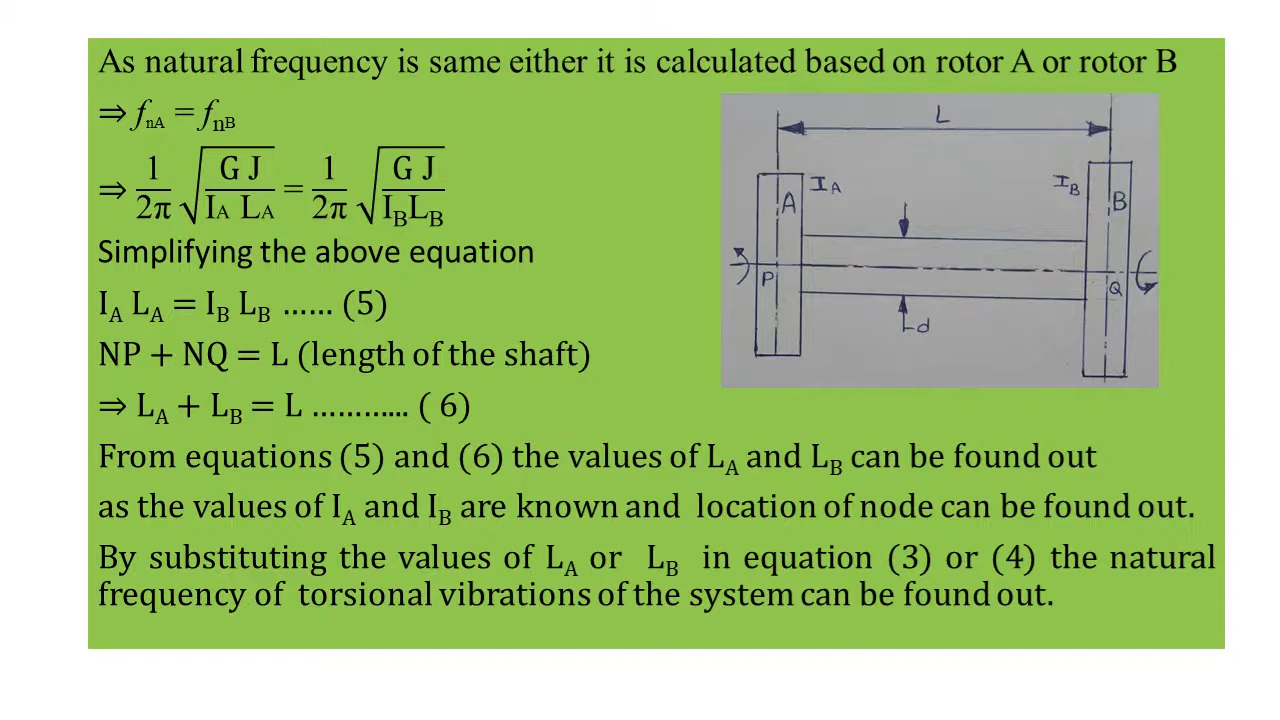 As natural frequency is same either it is calculated based on rotor A or rotor B
⇒ fnA = fnB
⇒ 1/2π √(G J / IA LA) = 1/2π √(G J / IBLB)
Simplifying the above equation
IA LA = IB LB …… (5)
NP + NQ = L (length of the shaft)
⇒ LA + LB = L ………... ( 6)
From equations (5) and (6) the values of LA and LB can be found out
as the values of IA and IB are known and location of node can be found out.
By substituting the values of LA or LB in equation (3) or (4) the natural
frequency of torsional vibrations of the system can be found out.
L
IA
IB
A
B
P
Q
d